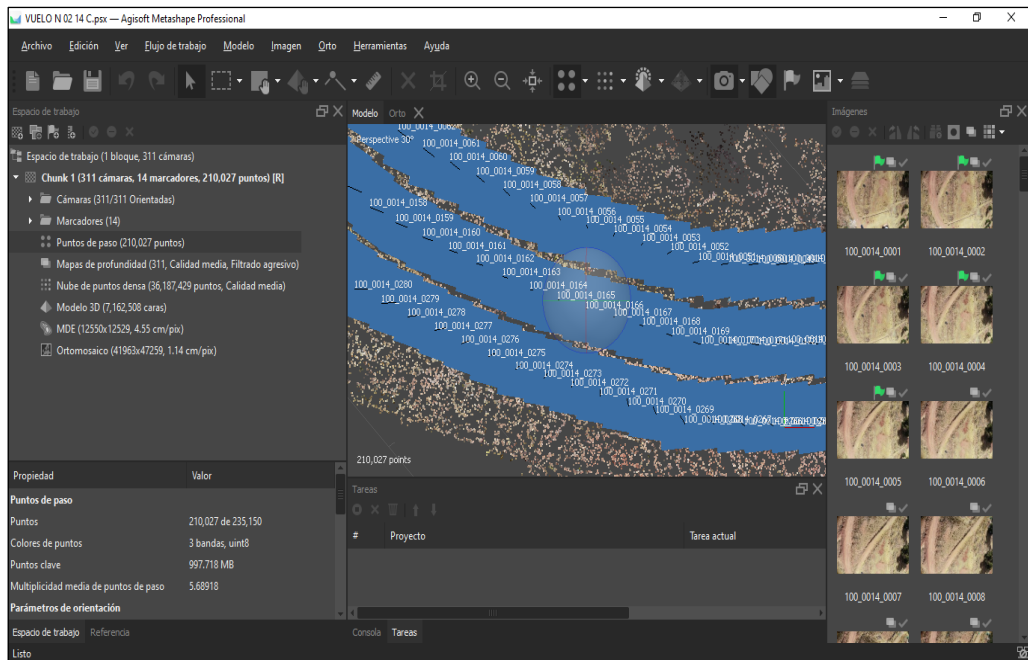 VUELO N 02 14 C.psx — Agisoft Metashape Professional
Archivo Edición Ver Flujo de trabajo Modelo Imagen Orto Herramientas Ayuda
Espacio de trabajo
Espacio de trabajo (1 bloque, 311 cámaras)
Chunk 1 (311 cámaras, 14 marcadores, 210,027 puntos) [R]
Cámaras (311/311 Orientadas)
Marcadores (14)
Puntos de paso (210,027 puntos)
Mapas de profundidad (311, Calidad media, Filtrado agresivo)
Nube de puntos densa (36,187,429 puntos, Calidad media)
Modelo 3D (7,162,508 caras)
MDE (12550x12529, 4.55 cm/pix)
Ortomosaico (41963x47259, 1.14 cm/pix)
Propiedad Valor
Puntos de paso
Puntos 210,027 de 235,150
Colores de puntos 3 bandas, uint8
Puntos clave 997.718 MB
Multiplicidad media de puntos de paso 5.68918
Parámetros de orientación
Espacio de trabajo Referencia
Listo
Modelo Orto
Perspective 30°
100_0014_0062
100_0014_0061
100_0014_0060
100_0014_0059
100_0014_0058
100_0014_0057
100_0014_0056
100_0014_0055
100_0014_0054
100_0014_0053
100_0014_0052
100_0014_0158
100_0014_0159
100_0014_0160
100_0014_0161
100_0014_0162
100_0014_0163
100_0014_0164
100_0014_0165
100_0014_0166
100_0014_0167
100_0014_0168
100_0014_0169
100_0014_0280
100_0014_0279
100_0014_0278
100_0014_0277
100_0014_0276
100_0014_0275
100_0014_0274
100_0014_0273
100_0014_0272
100_0014_0271
100_0014_0270
100_0014_0269
210,027 points
Tareas
# Proyecto Tarea actual
Consola Tareas
Imágenes
100_0014_0001 100_0014_0002
100_0014_0003 100_0014_0004
100_0014_0005 100_0014_0006
100_0014_0007 100_0014_0008